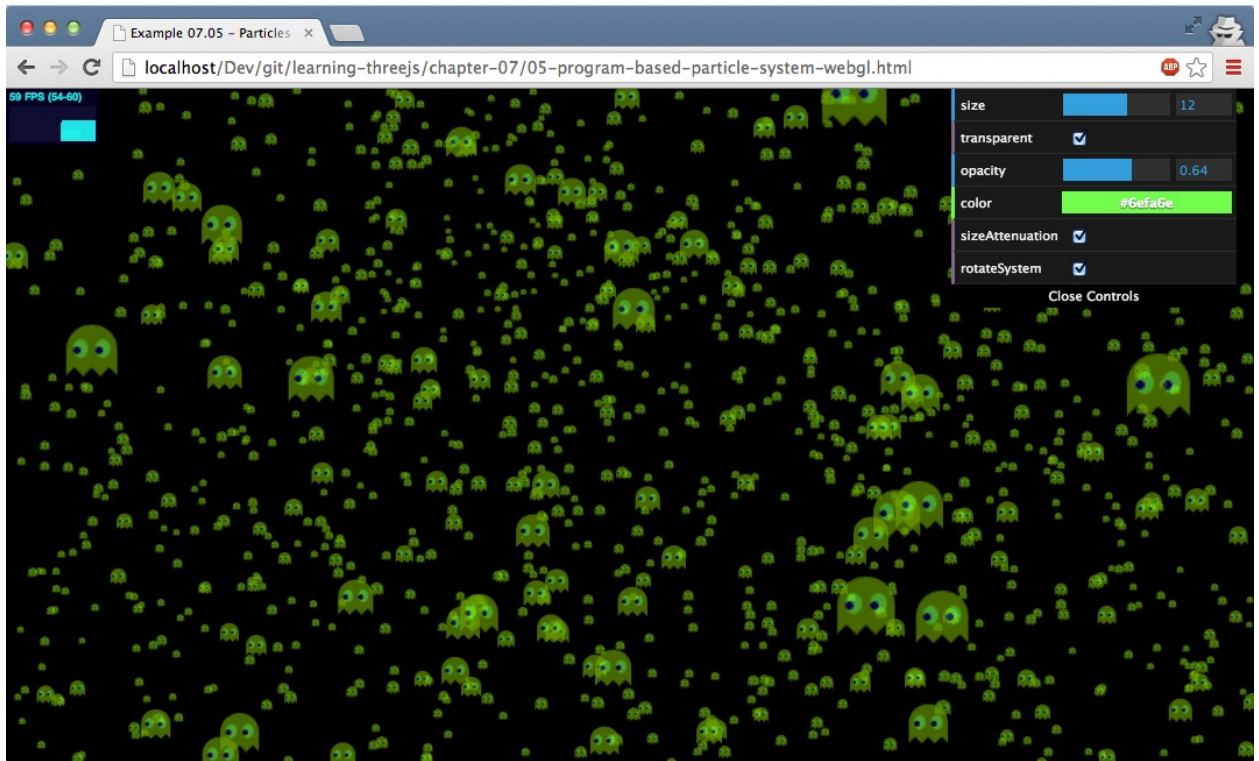 Example 07.05 – Particles
localhost/Dev/git/learning-threejs/chapter-07/05-program-based-particle-system-webgl.html
ABP
59 FPS (54-60)
size 12
transparent
opacity 0.64
color #6efa6e
sizeAttenuation
rotateSystem
Close Controls